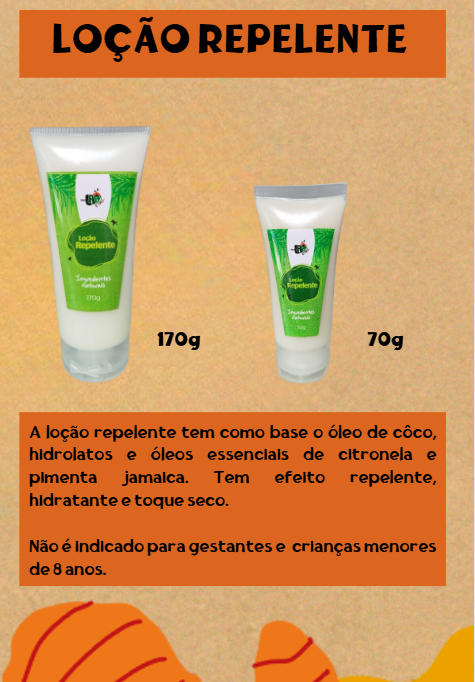 LOÇÃO REPELENTE
Loção
Repelente
Ingredientes
Naturais
170g
Loção
Repelente
Ingredientes
Naturais
70g
170g
70g
A loção repelente tem como base o óleo de côco,
hidrolatos e óleos essenciais de citronela e
pimenta jamaica. Tem efeito repelente,
hidratante e toque seco.
Não é indicado para gestantes e crianças menores
de 8 anos.